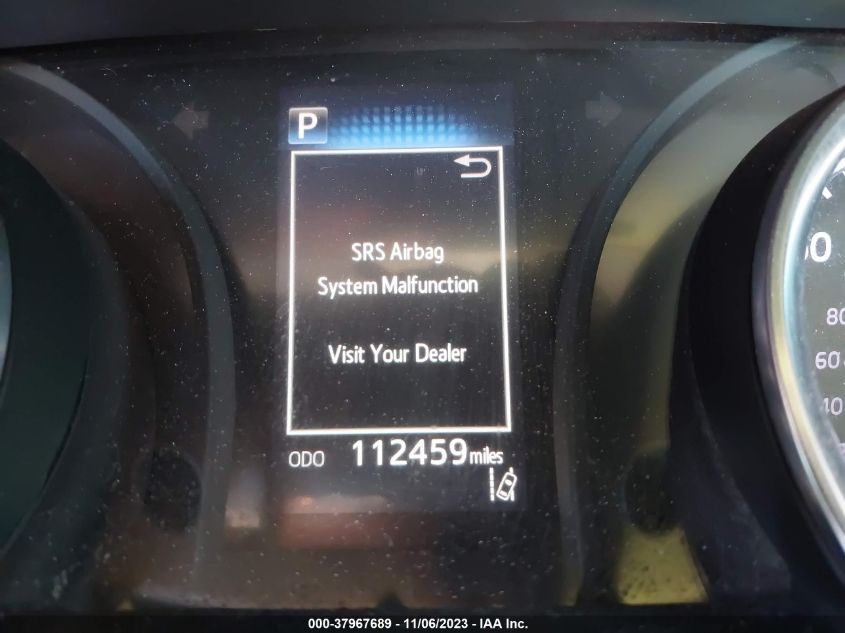 P
SRS Airbag
System Malfunction
Visit Your Dealer
ODO 112459 miles
80
60
000-37967689 - 11/06/2023 - IAA Inc.